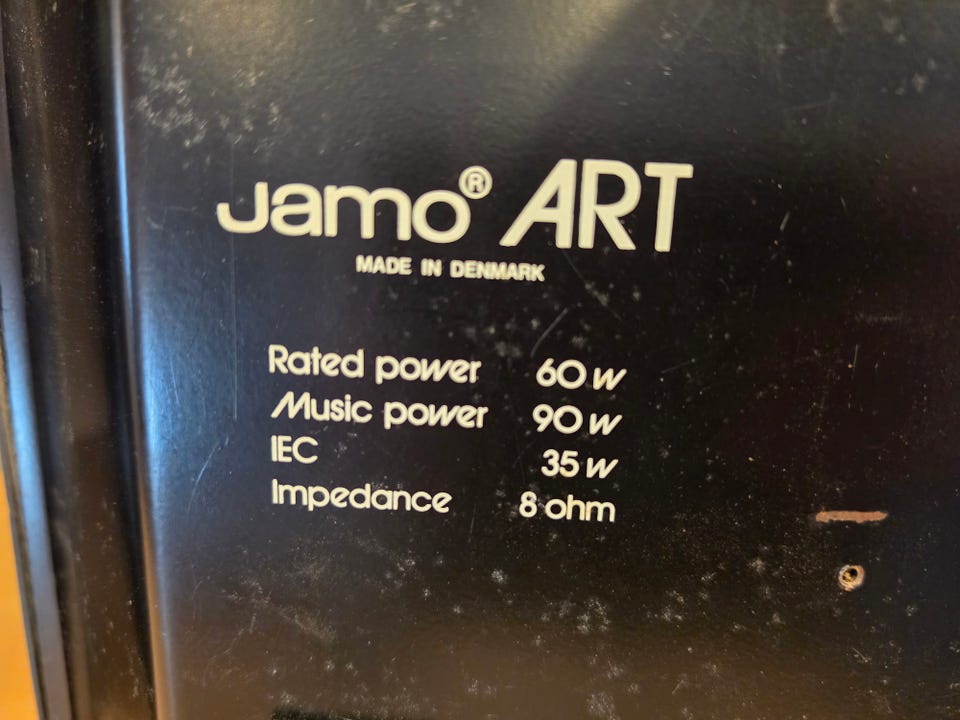 Jamo® ART
MADE IN DENMARK
Rated power 60 W
Music power 90 W
IEC 35 W
Impedance 8 ohm